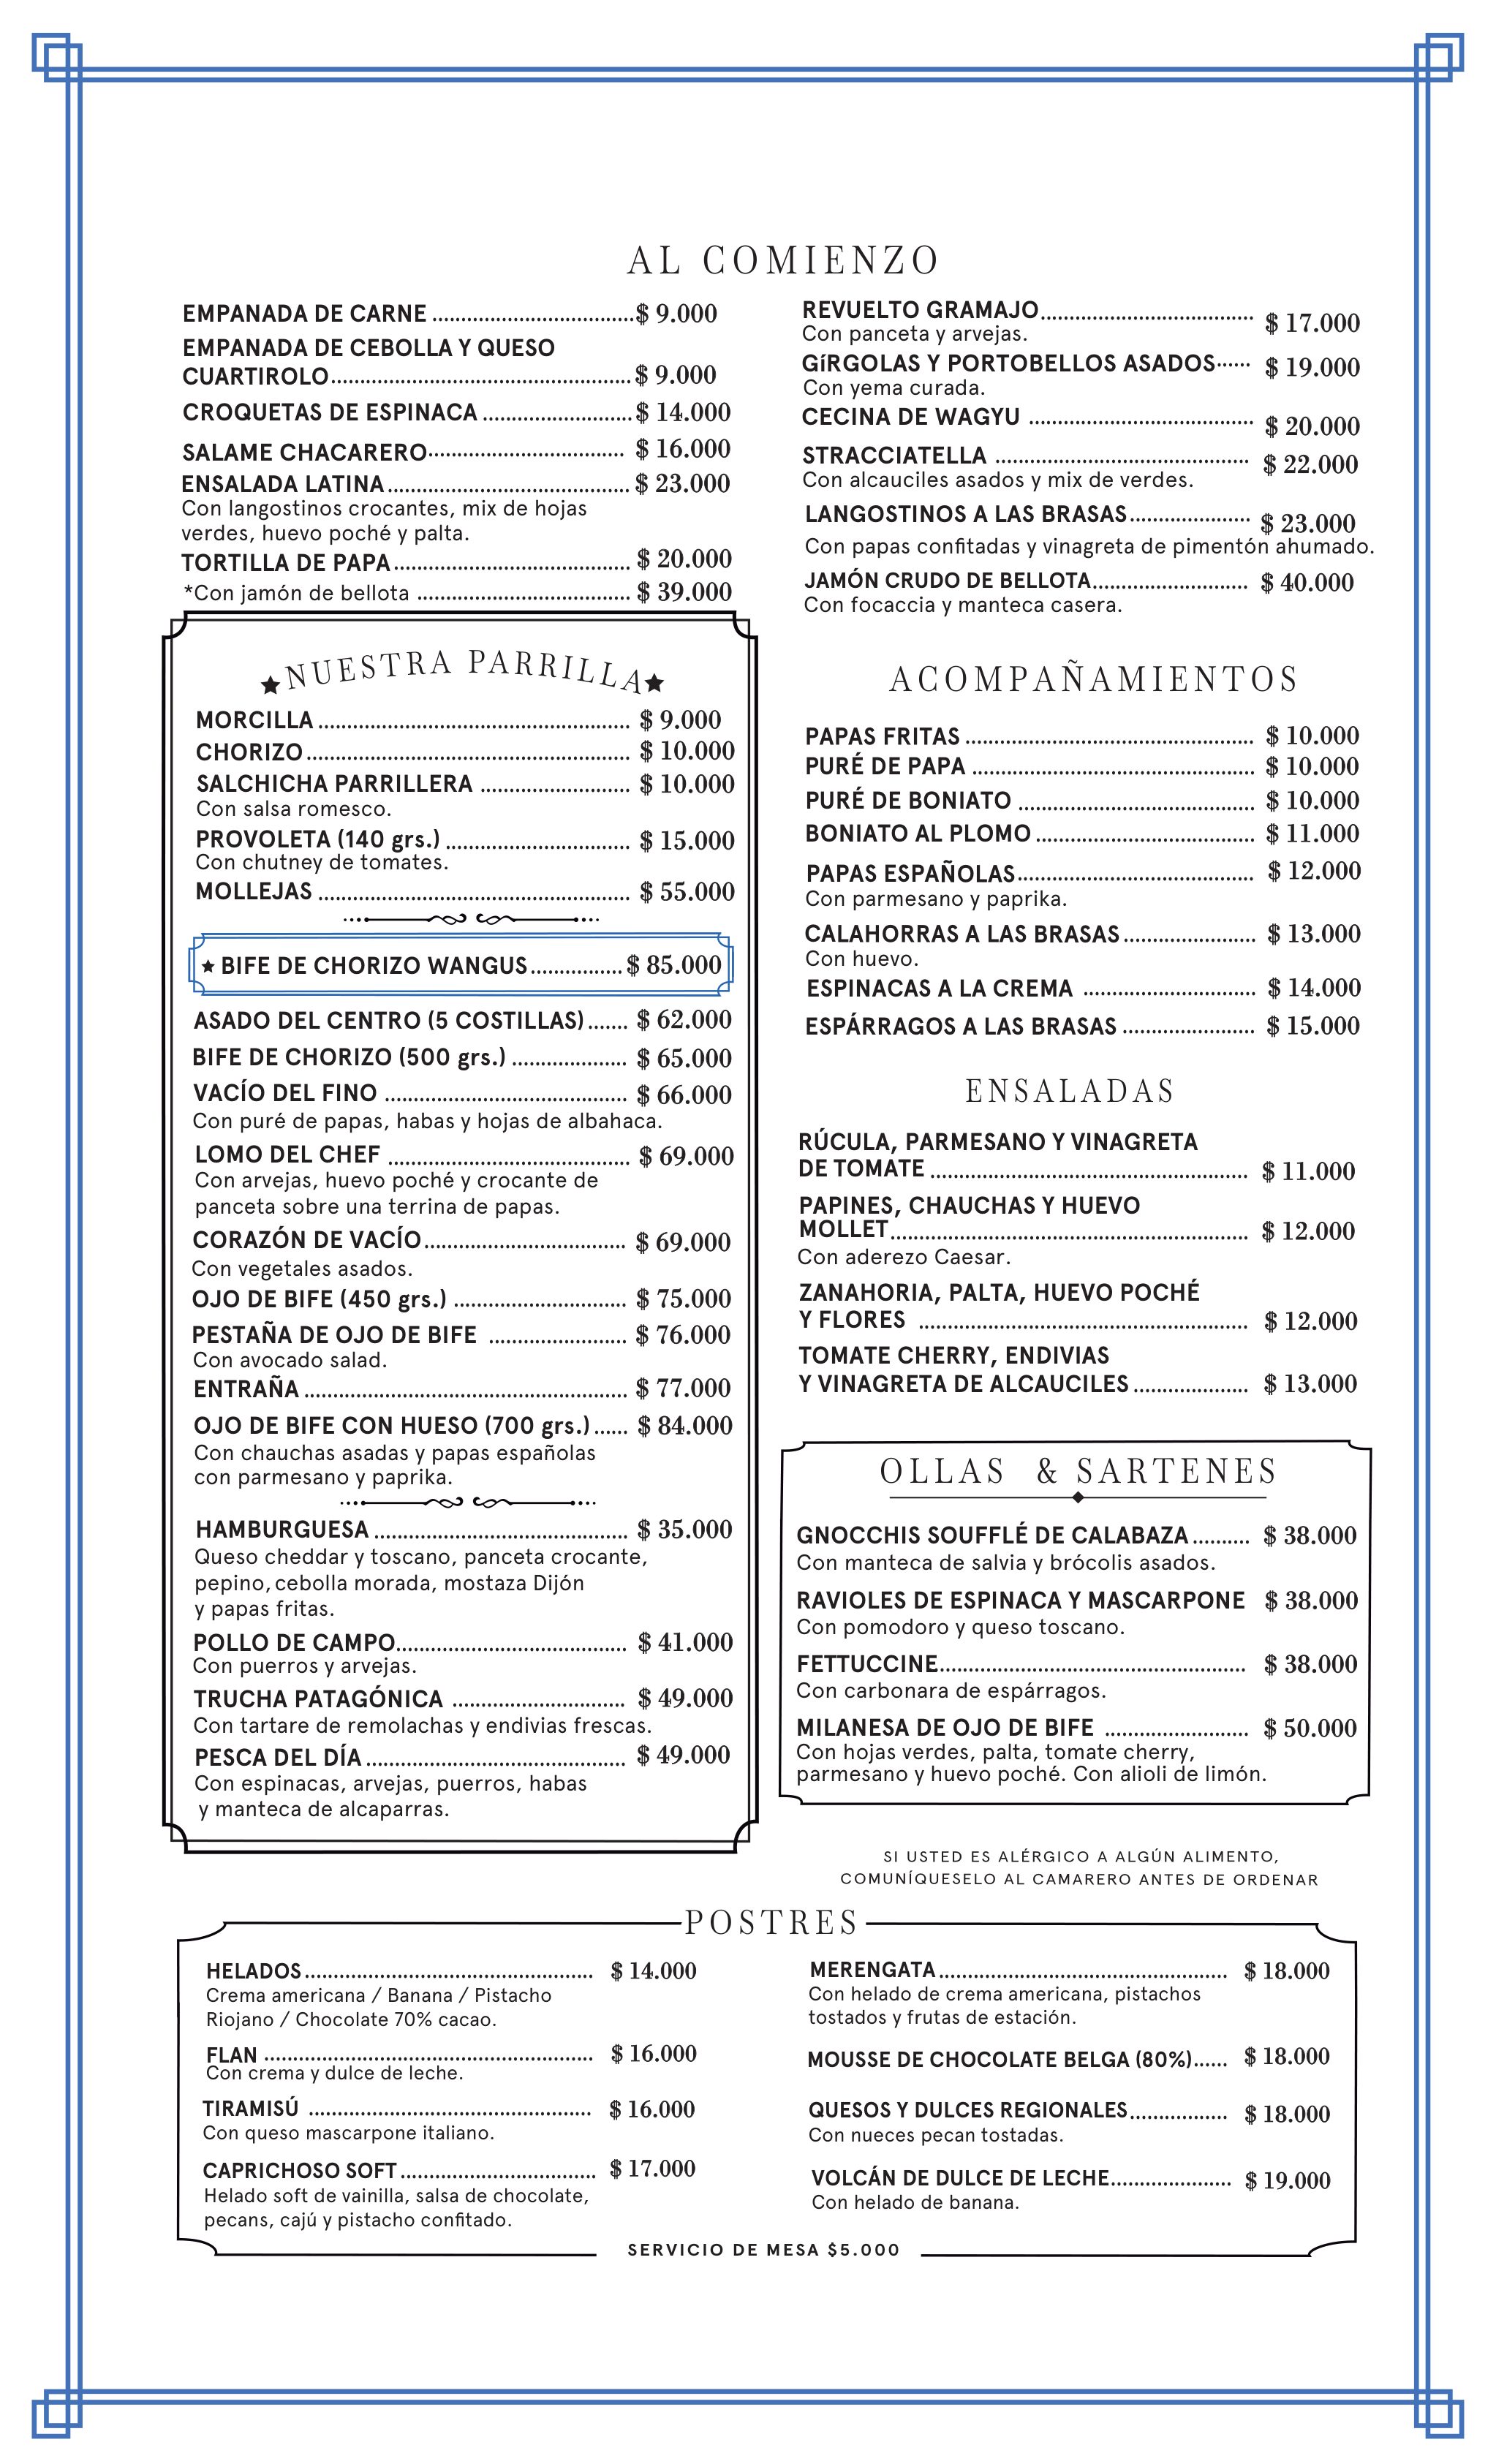 AL COMIENZO
EMPANADA DE CARNE ........ $ 9.000
EMPANADA DE CEBOLLA Y QUESO
CUARTIROLO ........ $ 9.000
CROQUETAS DE ESPINACA ........ $ 14.000
SALAME CHACARERO ........ $ 16.000
ENSALADA LATINA ........ $ 23.000
Con langostinos crocantes, mix de hojas
verdes, huevo poché y palta.
TORTILLA DE PAPA ........ $ 20.000
*Con jamón de bellota ........ $ 39.000
REVUELTO GRAMAJO ........ $ 17.000
Con panceta y arvejas.
GíRGOLAS Y PORTOBELLOS ASADOS ...... $ 19.000
Con yema curada.
CECINA DE WAGYU ........ $ 20.000
STRACCIATELLA ........ $ 22.000
Con alcauciles asados y mix de verdes.
LANGOSTINOS A LAS BRASAS ........ $ 23.000
Con papas confitadas y vinagreta de pimentón ahumado.
JAMÓN CRUDO DE BELLOTA ........ $ 40.000
Con focaccia y manteca casera.
NUESTRA PARRILLA
MORCILLA ........ $ 9.000
CHORIZO ........ $ 10.000
SALCHICHA PARRILLERA ........ $ 10.000
Con salsa romesco.
PROVOLETA (140 grs.) ........ $ 15.000
Con chutney de tomates.
MOLLEJAS ........ $ 55.000
BIFE DE CHORIZO WANGUS ........ $ 85.000
ASADO DEL CENTRO (5 COSTILLAS) ....... $ 62.000
BIFE DE CHORIZO (500 grs.) ........ $ 65.000
VACÍO DEL FINO ........ $ 66.000
Con puré de papas, habas y hojas de albahaca.
LOMO DEL CHEF ........ $ 69.000
Con arvejas, huevo poché y crocante de
panceta sobre una terrina de papas.
CORAZÓN DE VACÍO ........ $ 69.000
Con vegetales asados.
OJO DE BIFE (450 grs.) ........ $ 75.000
PESTAÑA DE OJO DE BIFE ........ $ 76.000
Con avocado salad.
ENTRAÑA ........ $ 77.000
OJO DE BIFE CON HUESO (700 grs.) ...... $ 84.000
Con chauchas asadas y papas españolas
con parmesano y paprika.
HAMBURGUESA ........ $ 35.000
Queso cheddar y toscano, panceta crocante,
pepino, cebolla morada, mostaza Dijón
y papas fritas.
POLLO DE CAMPO ........ $ 41.000
Con puerros y arvejas.
TRUCHA PATAGÓNICA ........ $ 49.000
Con tartare de remolachas y endivias frescas.
PESCA DEL DÍA ........ $ 49.000
Con espinacas, arvejas, puerros, habas
y manteca de alcaparras.
ACOMPAÑAMIENTOS
PAPAS FRITAS ........ $ 10.000
PURÉ DE PAPA ........ $ 10.000
PURÉ DE BONIATO ........ $ 10.000
BONIATO AL PLOMO ........ $ 11.000
PAPAS ESPAÑOLAS ........ $ 12.000
Con parmesano y paprika.
CALAHORRAS A LAS BRASAS ........ $ 13.000
Con huevo.
ESPINACAS A LA CREMA ........ $ 14.000
ESPÁRRAGOS A LAS BRASAS ........ $ 15.000
ENSALADAS
RÚCULA, PARMESANO Y VINAGRETA
DE TOMATE ........ $ 11.000
PAPINES, CHAUCHAS Y HUEVO
MOLLET ........ $ 12.000
Con aderezo Caesar.
ZANAHORIA, PALTA, HUEVO POCHÉ
Y FLORES ........ $ 12.000
TOMATE CHERRY, ENDIVIAS
Y VINAGRETA DE ALCAUCILES ........ $ 13.000
OLLAS & SARTENES
GNOCCHIS SOUFFLÉ DE CALABAZA .......... $ 38.000
Con manteca de salvia y brócolis asados.
RAVIOLES DE ESPINACA Y MASCARPONE $ 38.000
Con pomodoro y queso toscano.
FETTUCCINE ........ $ 38.000
Con carbonara de espárragos.
MILANESA DE OJO DE BIFE ........ $ 50.000
Con hojas verdes, palta, tomate cherry,
parmesano y huevo poché. Con alioli de limón.
SI USTED ES ALÉRGICO A ALGÚN ALIMENTO,
COMUNÍQUESELO AL CAMARERO ANTES DE ORDENAR
POSTRES
HELADOS ........ $ 14.000
Crema americana / Banana / Pistacho
Riojano / Chocolate 70% cacao.
FLAN ........ $ 16.000
Con crema y dulce de leche.
TIRAMISÚ ........ $ 16.000
Con queso mascarpone italiano.
CAPRICHOSO SOFT ........ $ 17.000
Helado soft de vainilla, salsa de chocolate,
pecans, cajú y pistacho confitado.
MERENGATA ........ $ 18.000
Con helado de crema americana, pistachos
tostados y frutas de estación.
MOUSSE DE CHOCOLATE BELGA (80%) ...... $ 18.000
QUESOS Y DULCES REGIONALES ........ $ 18.000
Con nueces pecan tostadas.
VOLCÁN DE DULCE DE LECHE ........ $ 19.000
Con helado de banana.
SERVICIO DE MESA $5.000